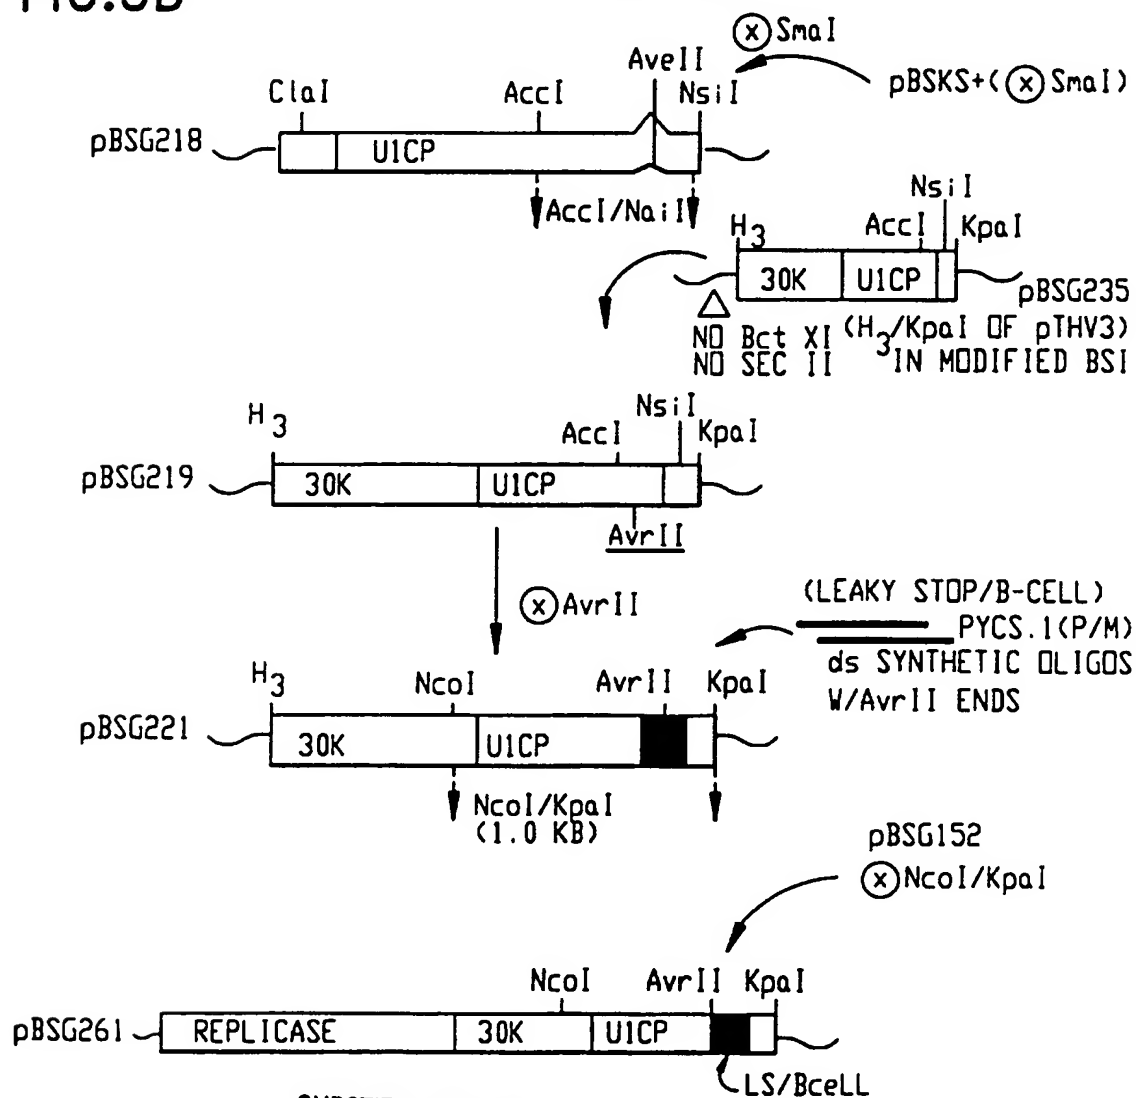 FIG.
ⓧ SmaI
AveII
pBSKS+(ⓧ SmaI)
ClaI AccI NsiI
pBSG218 U1CP
AccI/NaiI
NsiI
H3 AccI KpaI
30K U1CP pBSG235
NO Bct XI (H3/KpaI OF pTHV3)
NO SEC II IN MODIFIED BSI
H3 NsiI
AccI KpaI
pBSG219 30K U1CP
AvrII
ⓧ AvrII
(LEAKY STOP/B-CELL)
PYCS.1(P/M)
ds SYNTHETIC OLIGOS
W/AvrII ENDS
H3 NcoI AvrII KpaI
pBSG221 30K U1CP
NcoI/KpaI
(1.0 KB)
pBSG152
ⓧ NcoI/KpaI
NcoI AvrII KpaI
pBSG261 REPLICASE 30K U1CP
LS/BceLL